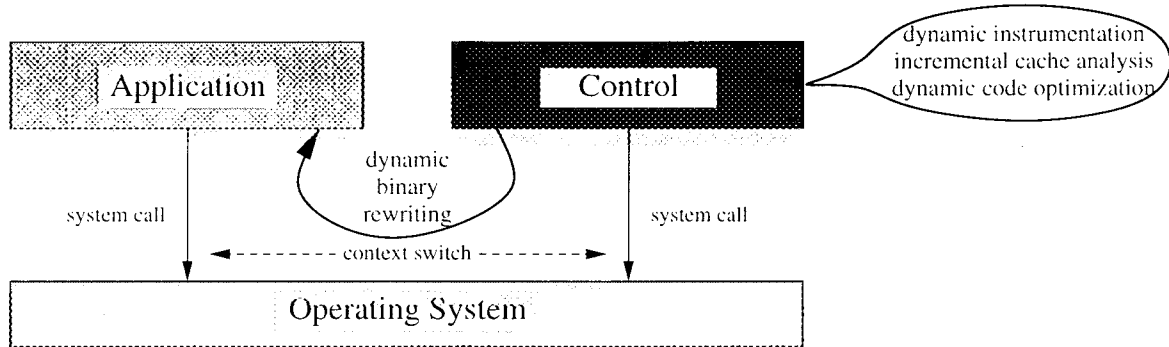 dynamic instrumentation
incremental cache analysis
dynamic code optimization
Application
Control
dynamic
binary
rewriting
system call
system call
context switch
Operating System